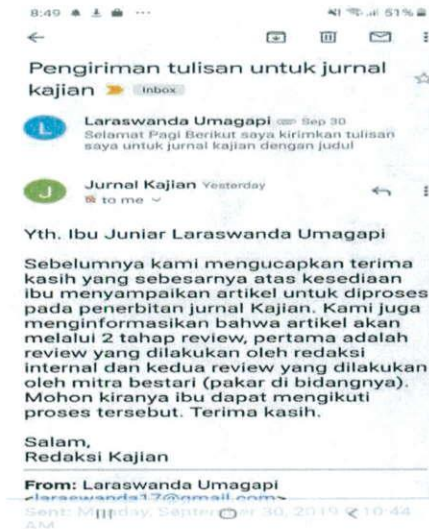 8:49
51%
Pengiriman tulisan untuk jurnal
kajian Inbox
L
Laraswanda Umagapi Sep 30
Selamat Pagi Berikut saya kirimkan tulisan
saya untuk jurnal kajian dengan judul
J
Jurnal Kajian Yesterday
to me
Yth. Ibu Juniar Laraswanda Umagapi
Sebelumnya kami mengucapkan terima
kasih yang sebesarnya atas kesediaan
ibu menyampaikan artikel untuk diproses
pada penerbitan jurnal Kajian. Kami juga
menginformasikan bahwa artikel akan
melalui 2 tahap review, pertama adalah
review yang dilakukan oleh redaksi
internal dan kedua review yang dilakukan
oleh mitra bestari (pakar di bidangnya).
Mohon kiranya ibu dapat mengikuti
proses tersebut. Terima kasih.
Salam,
Redaksi Kajian
From: Laraswanda Umagapi
<laraswanda17@gmail.com>
Sent: Monday, September 30, 2019 10:44
AM